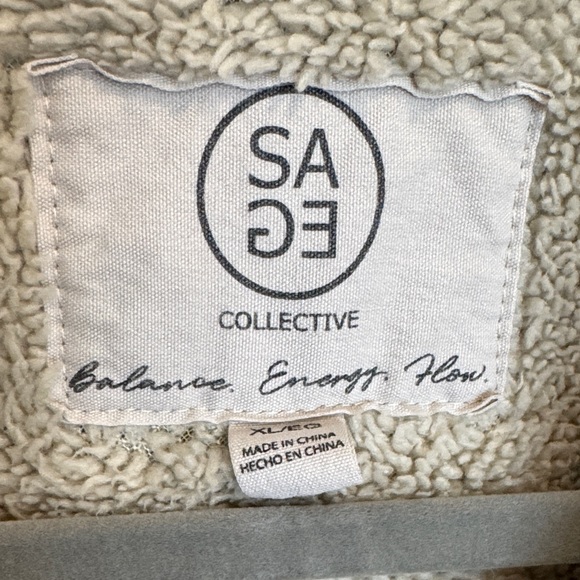 SA
GE
COLLECTIVE
Balance. Energy. Flow.
XL/EG
MADE IN CHINA
HECHO EN CHINA